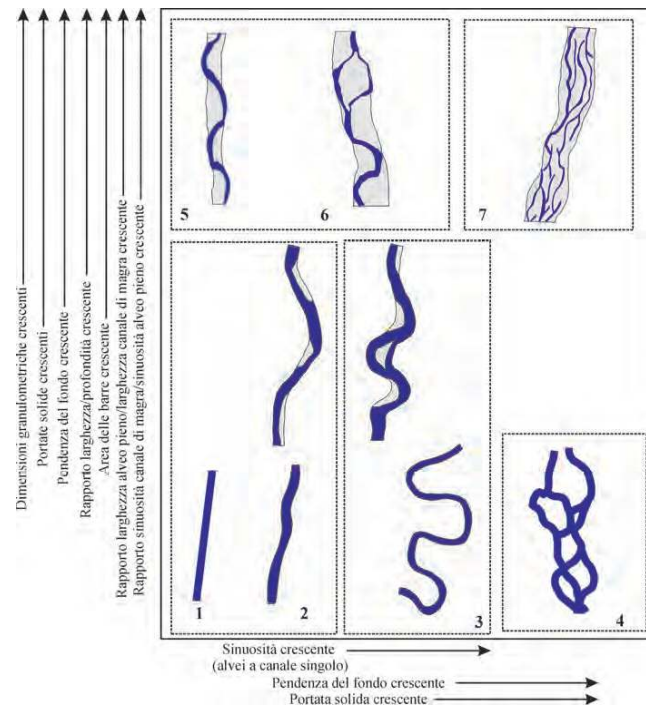 Dimensioni granulometriche crescenti
Portate solide crescenti
Pendenza del fondo crescente
Rapporto larghezza/profondità crescente
Area delle barre crescente
Rapporto larghezza alveo pieno/larghezza canale di magra crescente
Rapporto sinuosità canale di magra/sinuosità alveo pieno crescente
5
6
7
1
2
3
4
Sinuosità crescente
(alvei a canale singolo)
Pendenza del fondo crescente
Portata solida crescente